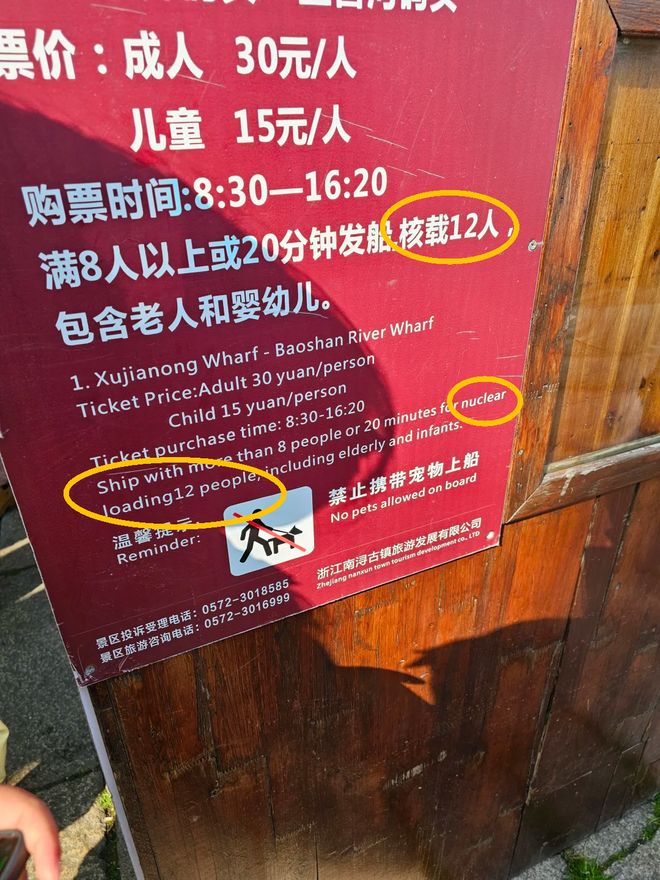 票价：成人 30元/人
儿童 15元/人
购票时间:8:30—16:20
满8人以上或20分钟发船,核载12人，
包含老人和婴幼儿。
1. Xujianong Wharf - Baoshan River Wharf
Ticket Price:Adult 30 yuan/person
Child 15 yuan/person
Ticket purchase time: 8:30-16:20
Ship with more than 8 people or 20 minutes for nuclear
loading12 people, including elderly and infants.
温馨提示:
Reminder:
禁止携带宠物上船
No pets allowed on board
浙江南浔古镇旅游发展有限公司
Zhejiang nanxun town tourism development co., LTD
景区投诉受理电话：0572-3018585
景区旅游咨询电话：0572-3016999